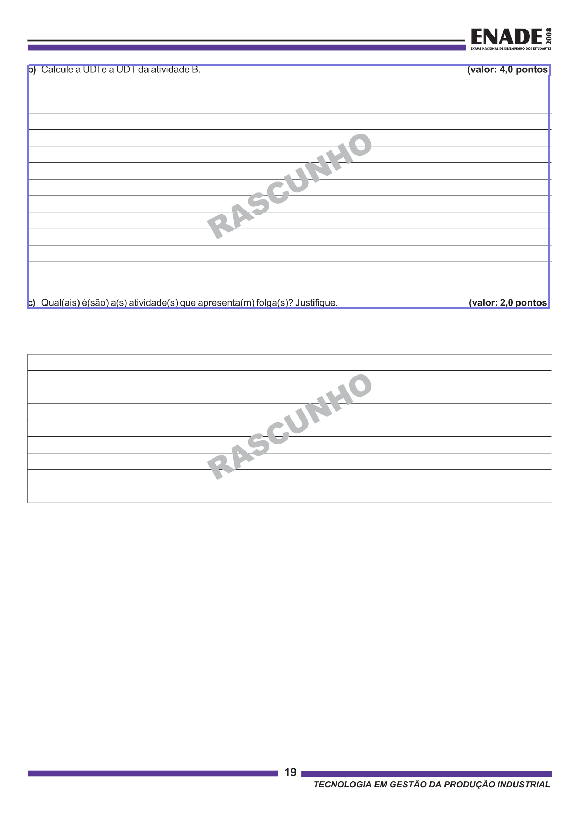 ENADE 2008
EXAME NACIONAL DE DESEMPENHO DOS ESTUDANTES
b) Calcule a UDI e a UDT da atividade B. (valor: 4,0 pontos
RASCUNHO
c) Qual(ais) é(são) a(s) atividade(s) que apresenta(m) folga(s)? Justifique. (valor: 2,0 pontos
RASCUNHO
19
TECNOLOGIA EM GESTÃO DA PRODUÇÃO INDUSTRIAL